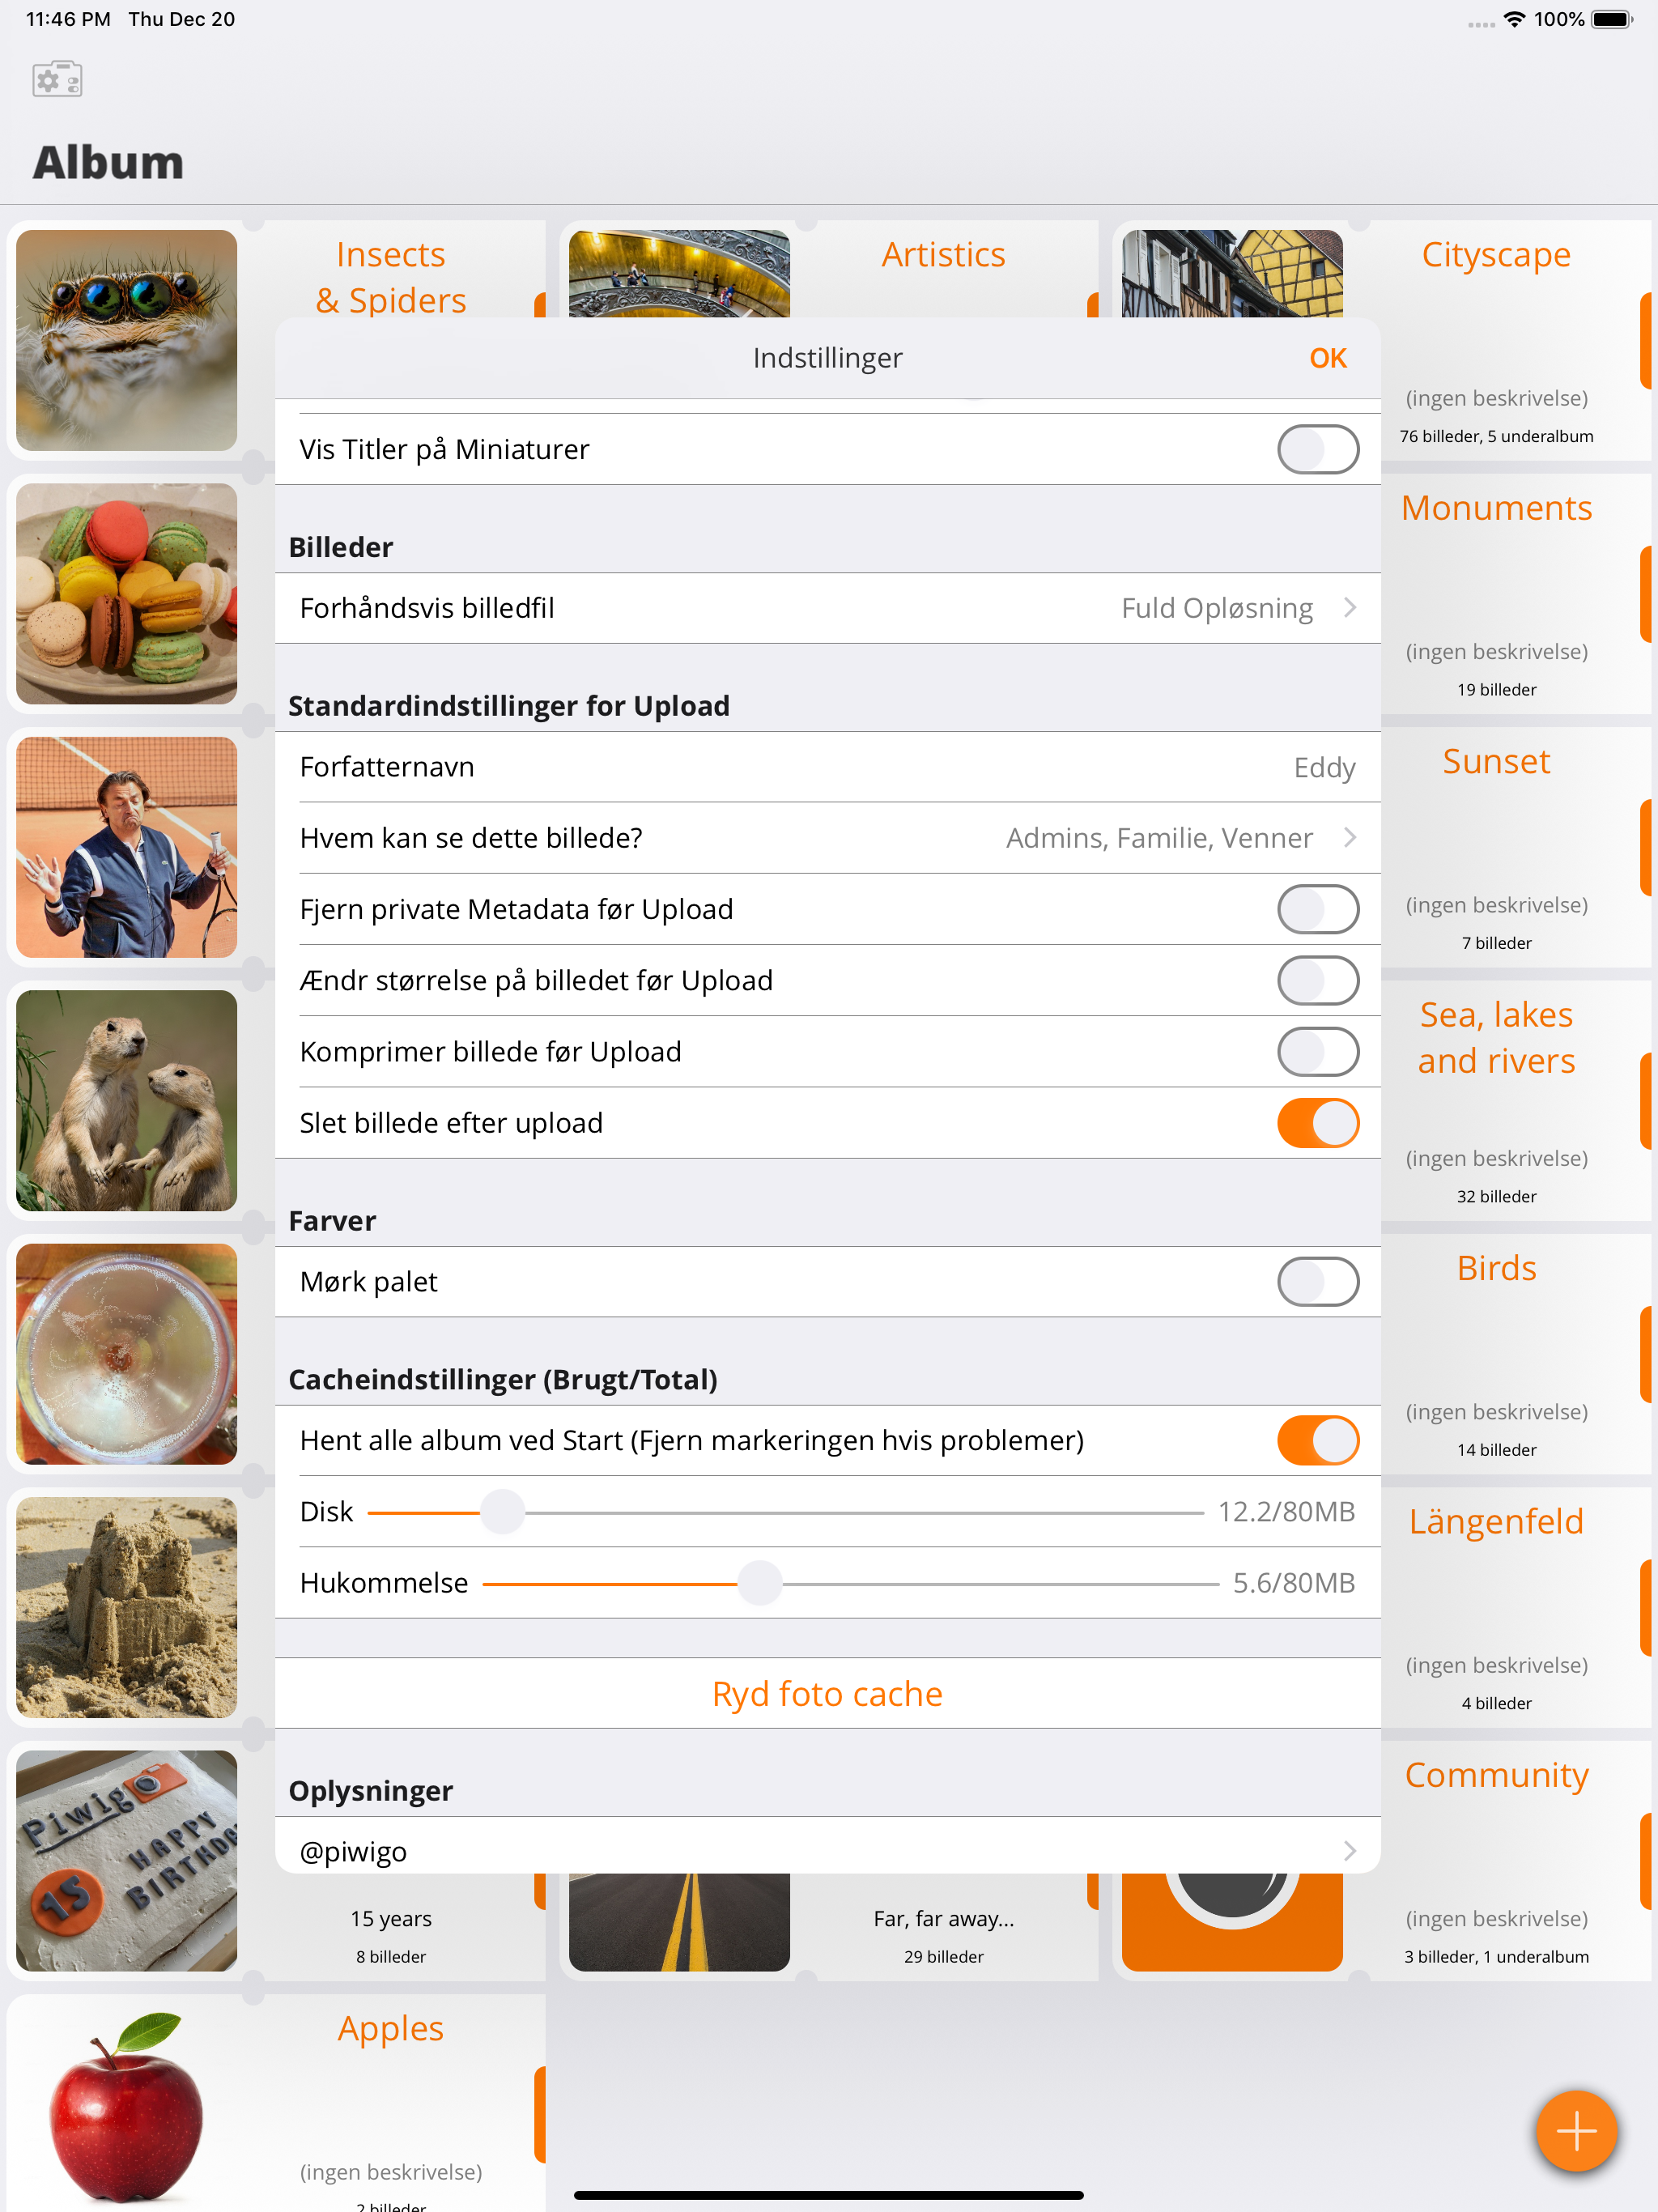 11:46 PM Thu Dec 20
100%
Album
Insects
& Spiders
Artistics
Cityscape
(ingen beskrivelse)
76 billeder, 5 underalbum
Monuments
(ingen beskrivelse)
19 billeder
Sunset
(ingen beskrivelse)
7 billeder
Sea, lakes
and rivers
(ingen beskrivelse)
32 billeder
Birds
(ingen beskrivelse)
14 billeder
Längenfeld
(ingen beskrivelse)
4 billeder
Community
(ingen beskrivelse)
3 billeder, 1 underalbum
Indstillinger
OK
Vis Titler på Miniaturer
Billeder
Forhåndsvis billedfil Fuld Opløsning
Standardindstillinger for Upload
Forfatternavn Eddy
Hvem kan se dette billede? Admins, Familie, Venner
Fjern private Metadata før Upload
Ændr størrelse på billedet før Upload
Komprimer billede før Upload
Slet billede efter upload
Farver
Mørk palet
Cacheindstillinger (Brugt/Total)
Hent alle album ved Start (Fjern markeringen hvis problemer)
Disk 12.2/80MB
Hukommelse 5.6/80MB
Ryd foto cache
Oplysninger
@piwigo
Piwigo
HAPPY
15
15 years
8 billeder
Far, far away...
29 billeder
Apples
(ingen beskrivelse)
2 billeder